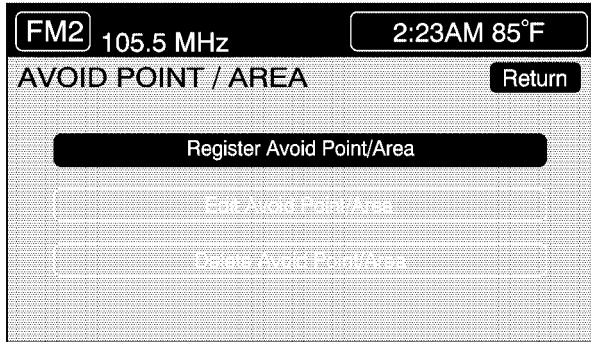 FM2 105.5 MHz 2:23AM 85°F
AVOID POINT / AREA Return
Register Avoid Point/Area
Edit Avoid Point/Area
Delete Avoid Point/Area